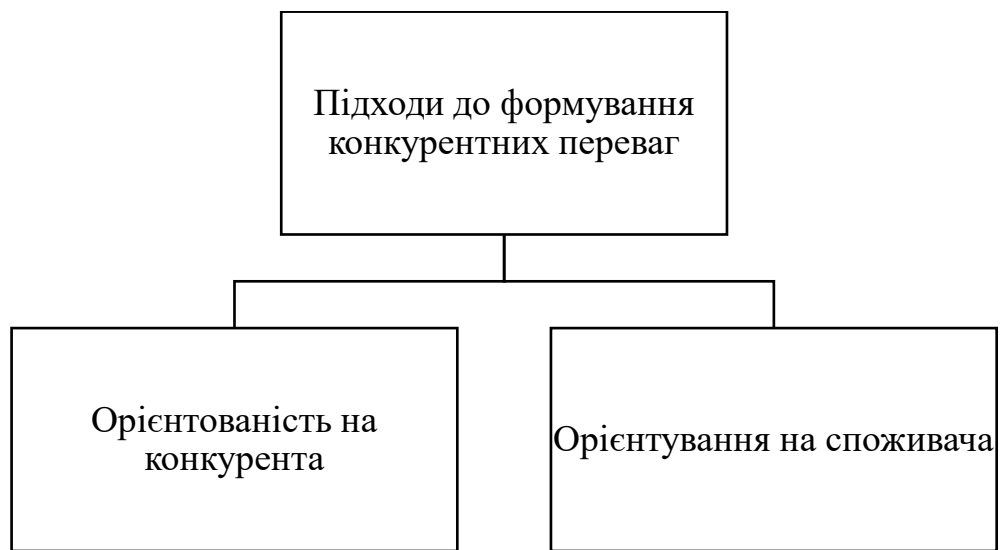 Підходи до формування
конкурентних переваг
Орієнтованість на
конкурента
Орієнтування на споживача